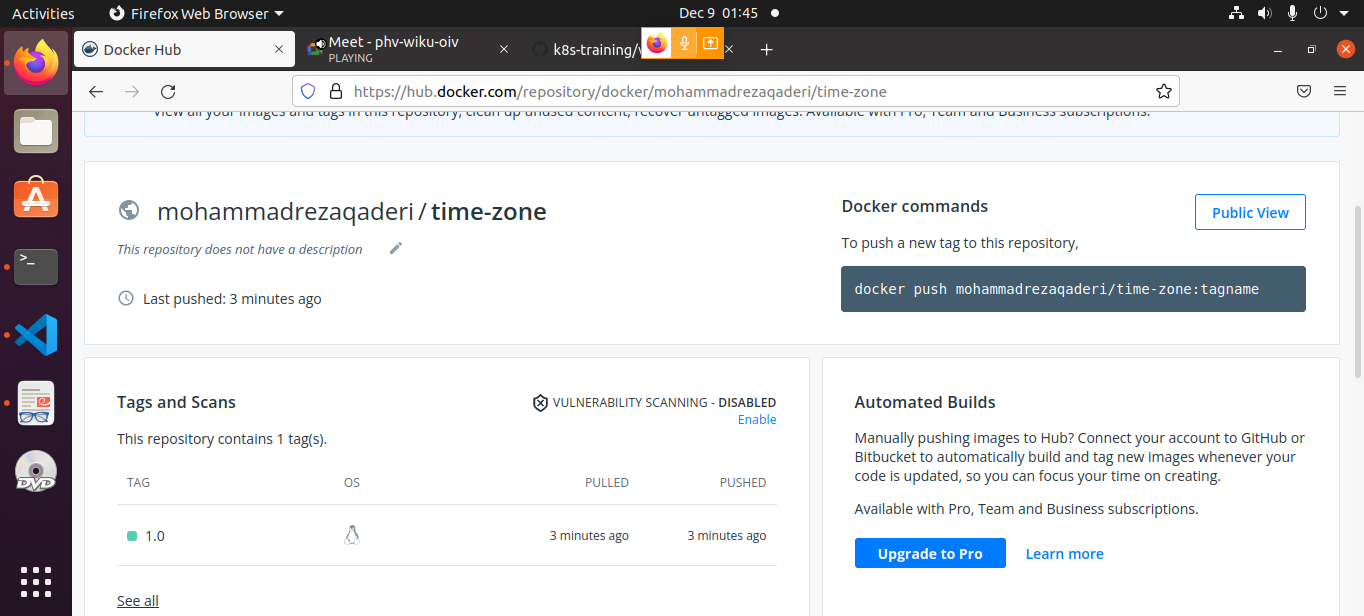 Activities
Firefox Web Browser
Dec 9 01:45
Docker Hub
Meet - phv-wiku-oiv
PLAYING
k8s-training/
https://hub.docker.com/repository/docker/mohammadrezaqaderi/time-zone
View all your images and tags in this repository, clean up unused content, recover untagged images. Available with Pro, Team and Business subscriptions.
mohammadrezaqaderi / time-zone
This repository does not have a description
Last pushed: 3 minutes ago
Docker commands
Public View
To push a new tag to this repository,
docker push mohammadrezaqaderi/time-zone:tagname
Tags and Scans
VULNERABILITY SCANNING - DISABLED
Enable
This repository contains 1 tag(s).
TAG OS PULLED PUSHED
1.0 3 minutes ago 3 minutes ago
See all
Automated Builds
Manually pushing images to Hub? Connect your account to GitHub or
Bitbucket to automatically build and tag new images whenever your
code is updated, so you can focus your time on creating.
Available with Pro, Team and Business subscriptions.
Upgrade to Pro
Learn more
>_
DVD